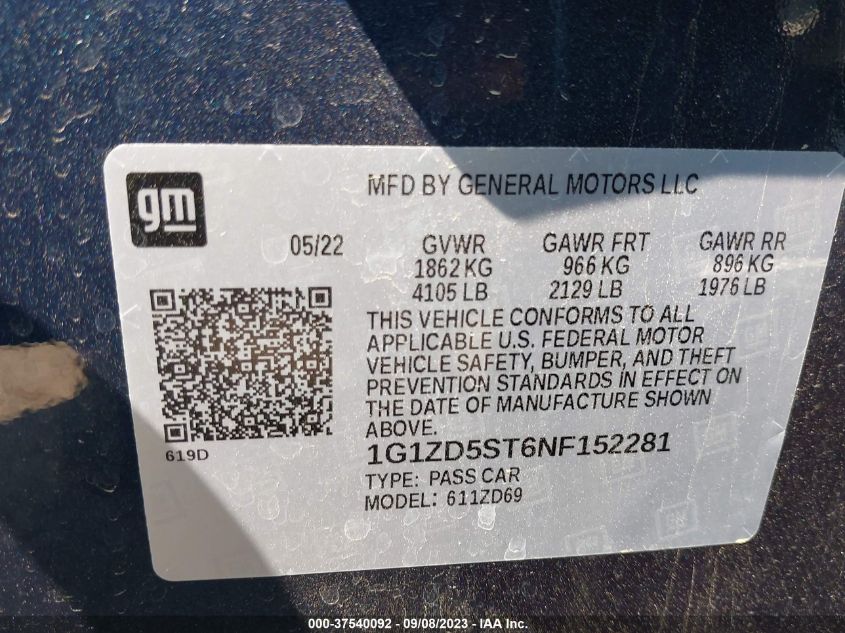 gm
MFD BY GENERAL MOTORS LLC
05/22 GVWR GAWR FRT GAWR RR
1862 KG 966 KG 896 KG
4105 LB 2129 LB 1976 LB
THIS VEHICLE CONFORMS TO ALL
APPLICABLE U.S. FEDERAL MOTOR
VEHICLE SAFETY, BUMPER, AND THEFT
PREVENTION STANDARDS IN EFFECT ON
THE DATE OF MANUFACTURE SHOWN
ABOVE.
619D
1G1ZD5ST6NF152281
TYPE: PASS CAR
MODEL: 611ZD69
000-37540092 - 09/08/2023 - IAA Inc.